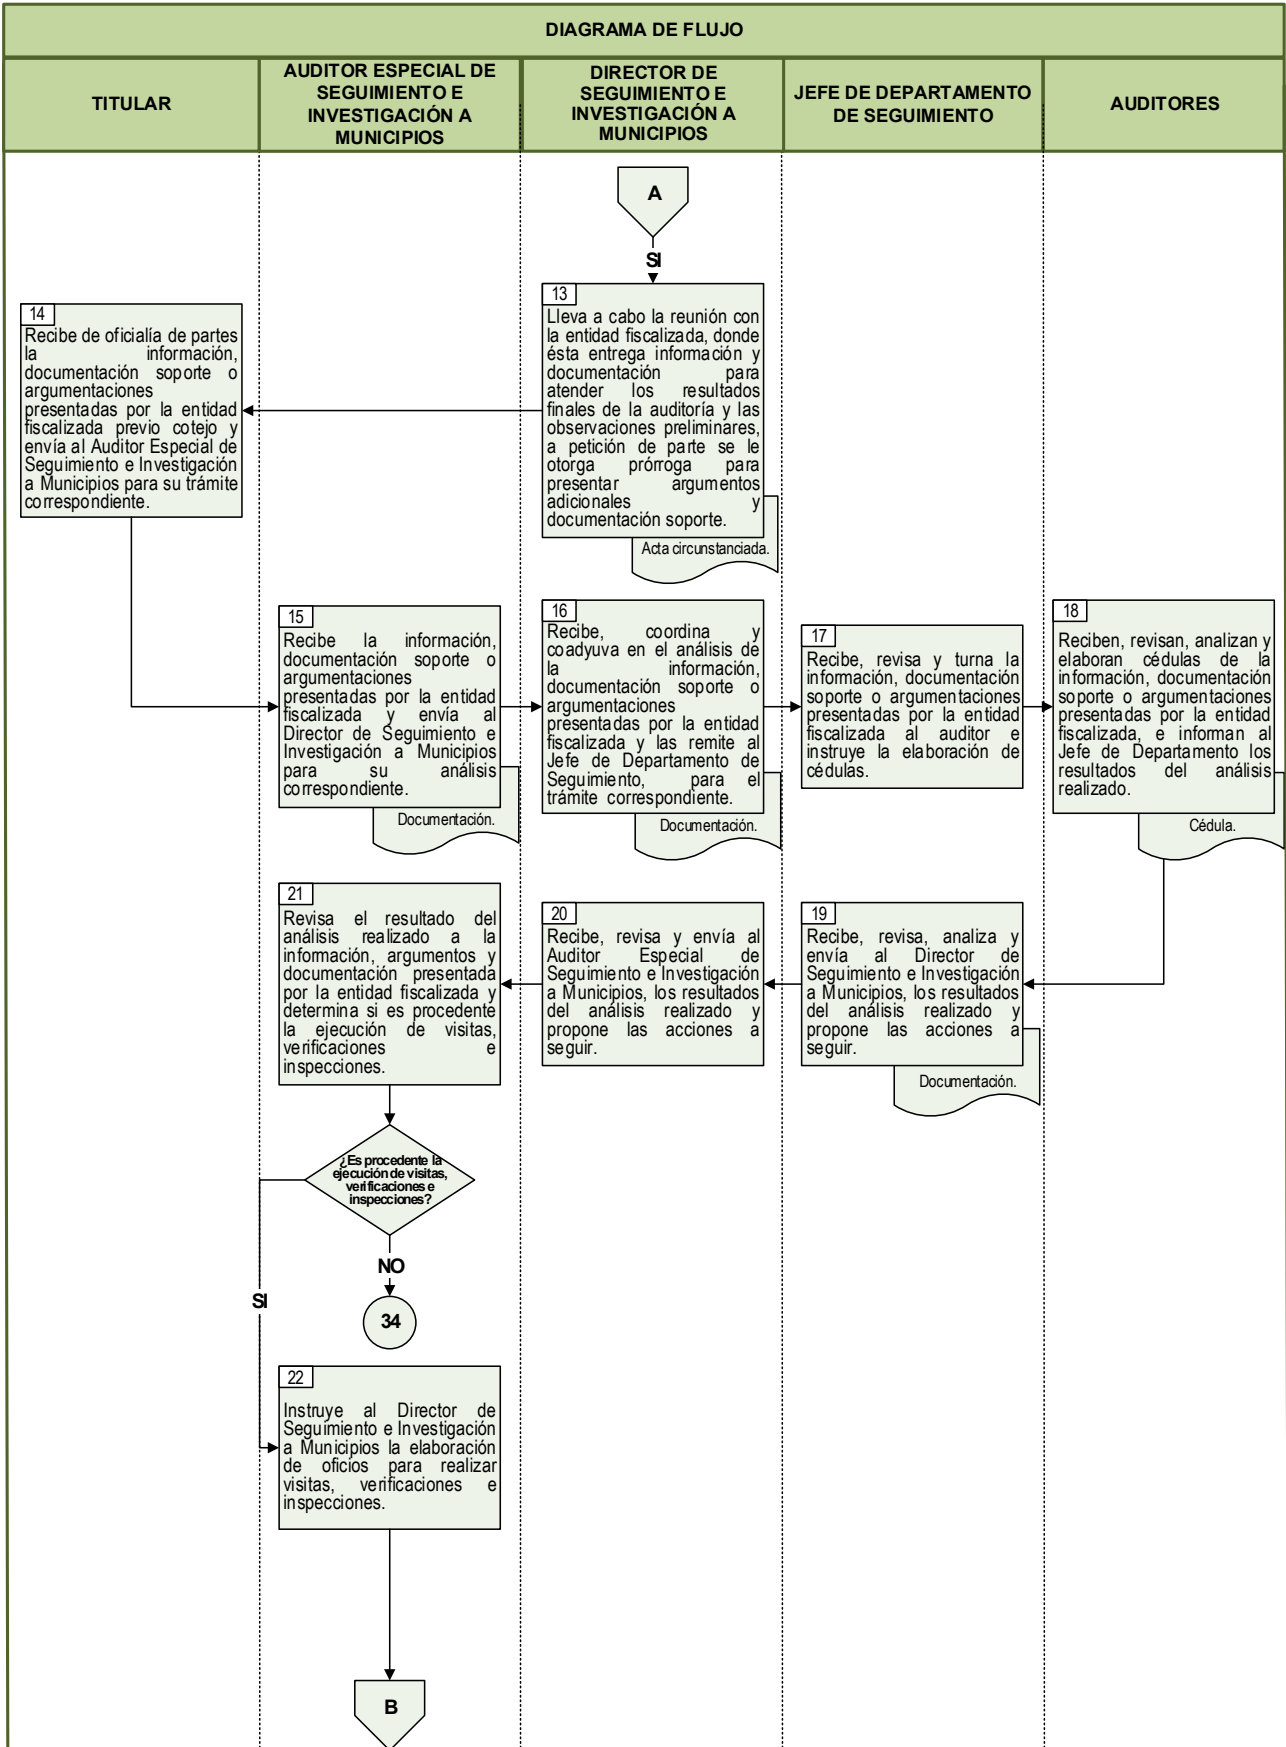 DIAGRAMA DE FLUJO
TITULAR
AUDITOR ESPECIAL DE
SEGUIMIENTO E
INVESTIGACIÓN A
MUNICIPIOS
DIRECTOR DE
SEGUIMIENTO E
INVESTIGACIÓN A
MUNICIPIOS
JEFE DE DEPARTAMENTO
DE SEGUIMIENTO
AUDITORES
A
SI
13
Lleva a cabo la reunión con
la entidad fiscalizada, donde
ésta entrega información y
documentación para
atender los resultados
finales de la auditoría y las
observaciones preliminares,
a petición de parte se le
otorga prórroga para
presentar argumentos
adicionales y
documentación soporte.
Acta circunstanciada.
14
Recibe de oficialía de partes
la información,
documentación soporte o
argumentaciones
presentadas por la entidad
fiscalizada previo cotejo y
envía al Auditor Especial de
Seguimiento e Investigación
a Municipios para su trámite
correspondiente.
15
Recibe la información,
documentación soporte o
argumentaciones
presentadas por la entidad
fiscalizada y envía al
Director de Seguimiento e
Investigación a Municipios
para su análisis
correspondiente.
Documentación.
16
Recibe, coordina y
coadyuva en el análisis de
la información,
documentación soporte o
argumentaciones
presentadas por la entidad
fiscalizada y las remite al
Jefe de Departamento de
Seguimiento, para el
trámite correspondiente.
Documentación.
17
Recibe, revisa y turna la
información, documentación
soporte o argumentaciones
presentadas por la entidad
fiscalizada al auditor e
instruye la elaboración de
cédulas.
18
Reciben, revisan, analizan y
elaboran cédulas de la
información, documentación
soporte o argumentaciones
presentadas por la entidad
fiscalizada, e informan al
Jefe de Departamento los
resultados del análisis
realizado.
Cédula.
19
Recibe, revisa, analiza y
envía al Director de
Seguimiento e Investigación
a Municipios, los resultados
del análisis realizado y
propone las acciones a
seguir.
Documentación.
20
Recibe, revisa y envía al
Auditor Especial de
Seguimiento e Investigación
a Municipios, los resultados
del análisis realizado y
propone las acciones a
seguir.
21
Revisa el resultado del
análisis realizado a la
información, argumentos y
documentación presentada
por la entidad fiscalizada y
determina si es procedente
la ejecución de visitas,
verificaciones e
inspecciones.
¿Es procedente la
ejecución de visitas,
verificaciones e
inspecciones?
NO
SI
34
22
Instruye al Director de
Seguimiento e Investigación
a Municipios la elaboración
de oficios para realizar
visitas, verificaciones e
inspecciones.
B